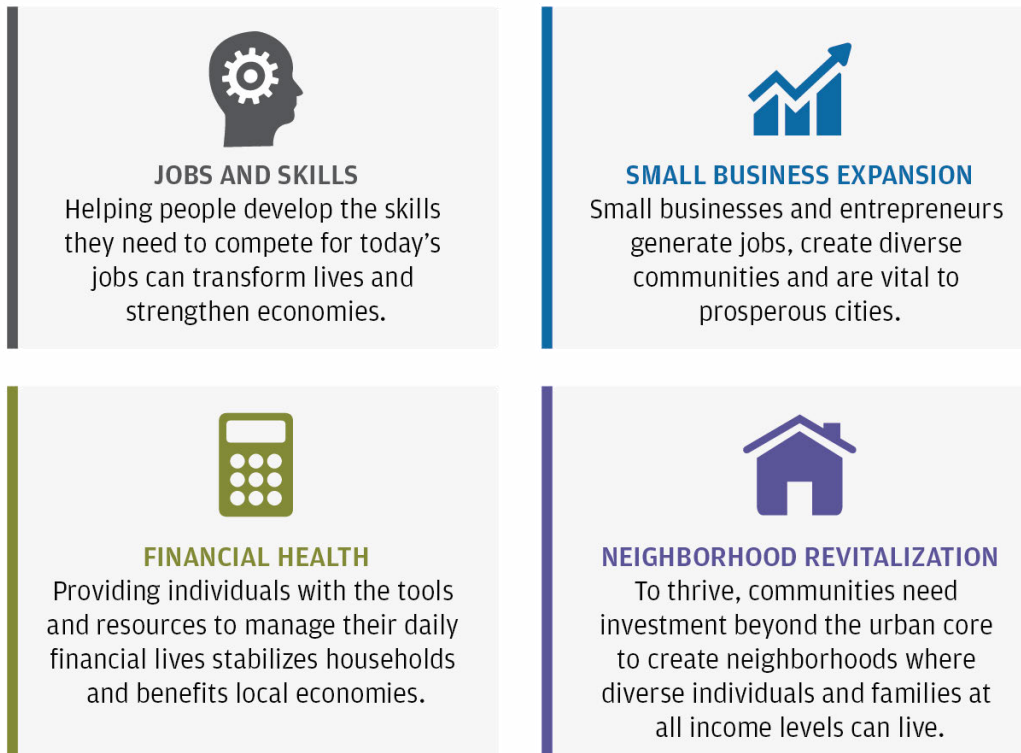 JOBS AND SKILLS
Helping people develop the skills
they need to compete for today’s
jobs can transform lives and
strengthen economies.
SMALL BUSINESS EXPANSION
Small businesses and entrepreneurs
generate jobs, create diverse
communities and are vital to
prosperous cities.
FINANCIAL HEALTH
Providing individuals with the tools
and resources to manage their daily
financial lives stabilizes households
and benefits local economies.
NEIGHBORHOOD REVITALIZATION
To thrive, communities need
investment beyond the urban core
to create neighborhoods where
diverse individuals and families at
all income levels can live.